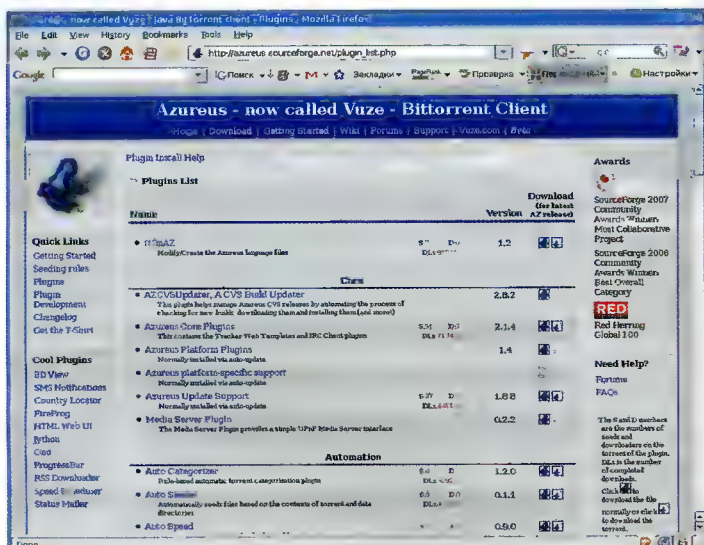 now called Vuze - Java BitTorrent client - Plugins - Mozilla Firefox
File Edit View History Bookmarks Tools Help
http://azureus.sourceforge.net/plugin_list.php
Google Поиск Закладки PageRank Проверка Настройки
Azureus - now called Vuze - Bittorrent Client
Home | Download | Getting Started | Wiki | Forums | Support | Vuze.com | Beta
Plugin Install Help
Plugins List
Name Version Download (for latest AZ release)
1.2
Modify/Create the Azureus language files
Core
AZCVSUpdater, A CVS Build Updater 2.8.2
This plugin helps manage Azureus CVS releases by automating the process of
checking for new builds, downloading them and installing them (and more!)
Azureus Core Plugins 2.1.4
This contains the Tracker Web Templates and IRC Client plugins
Azureus Platform Plugins 1.4
Normally installed via auto-update
Azureus platform-specific support
Normally installed via auto-update
Azureus Update Support 1.8.8
Normally installed via auto-update
Media Server Plugin 0.2.2
The Media Server Plugin provides a simple UPnP Media Server interface
Automation
Auto Categorizer 1.2.0
Rule-based automatic torrent categorization plugin
Auto 0.1.1
Automatically seeds files based on the contents of torrent and data
directories
Auto Speed 0.9.0
Quick Links
Getting Started
Seeding rules
Plugins
Plugin
Development
Changelog
Get the T-Shirt
Cool Plugins
3D View
SMS Notifications
Country Locator
FireFrog
HTML Web UI
Jython
ProgressBar
RSS Downloader
Speed
Status Mailer
Awards
SourceForge 2007
Community
Awards Winners
Most Collaborative
Project
SourceForge 2006
Community
Awards Winners
Best Overall
Category
RED
Red Herring
Global 100
Need Help?
Forums
FAQs
The S and D numbers
are the numbers of
seeds and
downloaders on the
torrent of the plugin.
DLs is the number
of completed
downloads.
Click to
download the file
normally or click
to download the
torrent.
Done